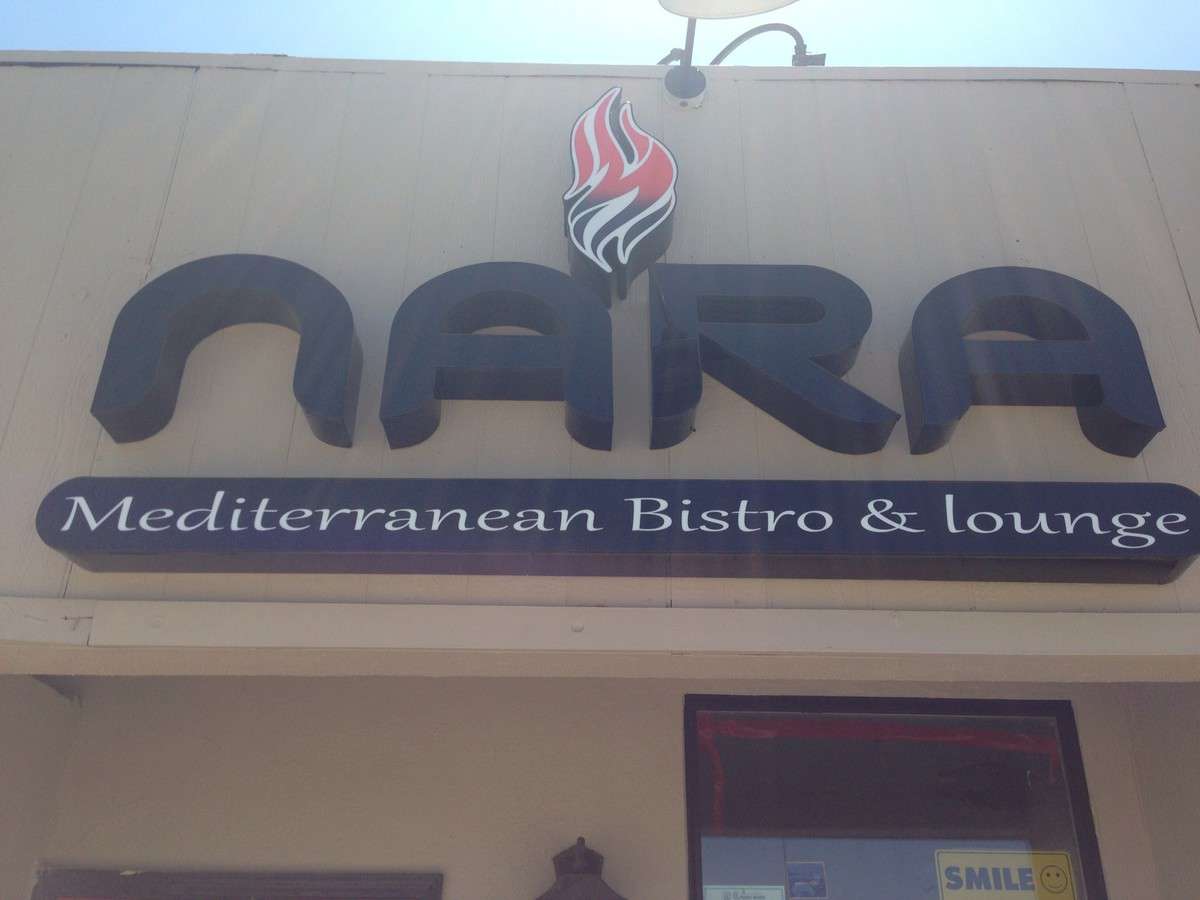 NARA
Mediterranean Bistro & lounge
SMILE